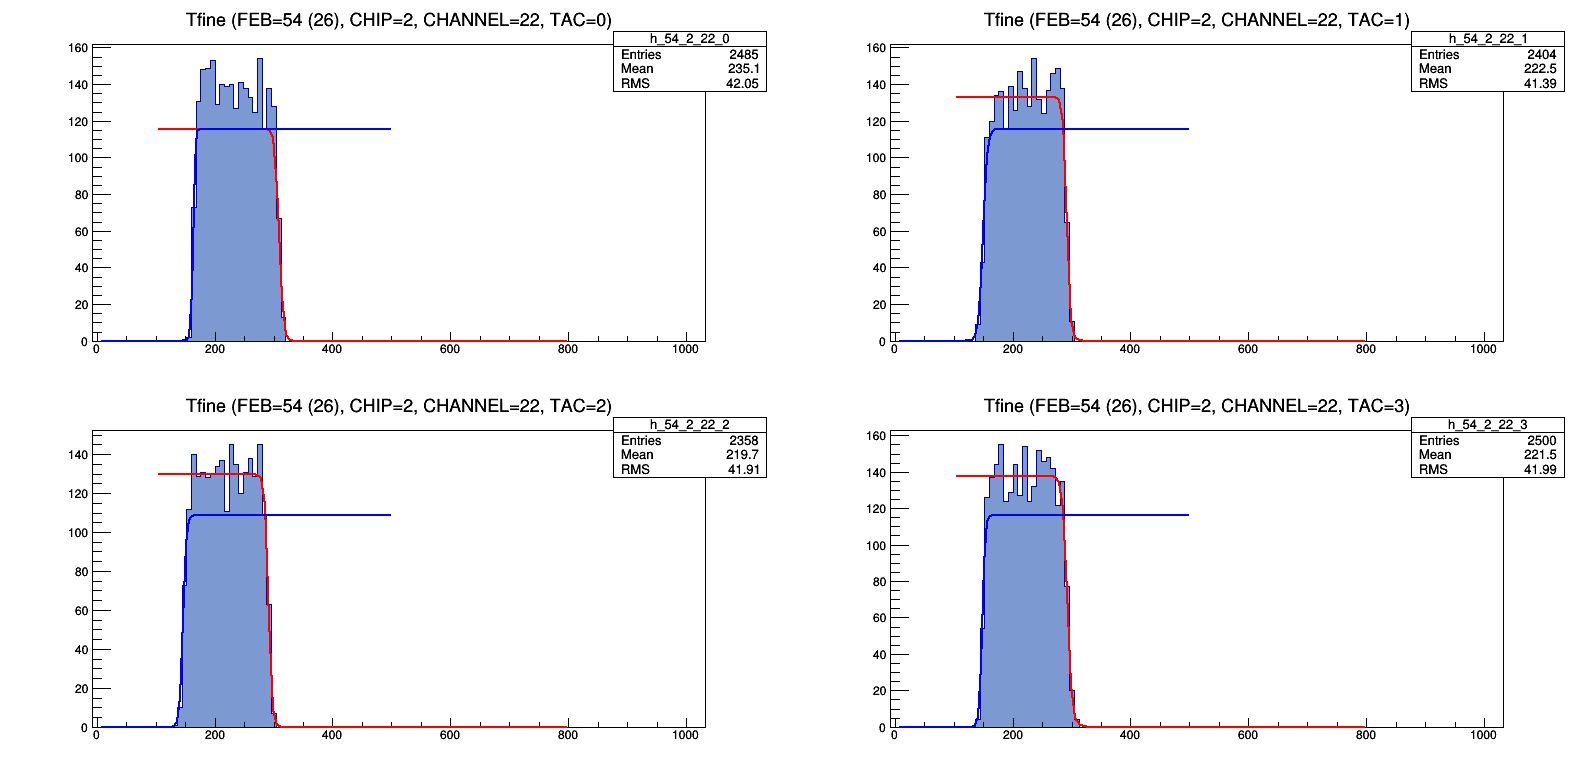 Tfine (FEB=54 (26), CHIP=2, CHANNEL=22, TAC=0)
h_54_2_22_0
Entries 2485
Mean 235.1
RMS 42.05
160
140
120
100
80
60
40
20
0
0 200 400 600 800 1000
Tfine (FEB=54 (26), CHIP=2, CHANNEL=22, TAC=1)
h_54_2_22_1
Entries 2404
Mean 222.5
RMS 41.39
160
140
120
100
80
60
40
20
0
0 200 400 600 800 1000
Tfine (FEB=54 (26), CHIP=2, CHANNEL=22, TAC=2)
h_54_2_22_2
Entries 2358
Mean 219.7
RMS 41.91
140
120
100
80
60
40
20
0
0 200 400 600 800 1000
Tfine (FEB=54 (26), CHIP=2, CHANNEL=22, TAC=3)
h_54_2_22_3
Entries 2500
Mean 221.5
RMS 41.99
160
140
120
100
80
60
40
20
0
0 200 400 600 800 1000